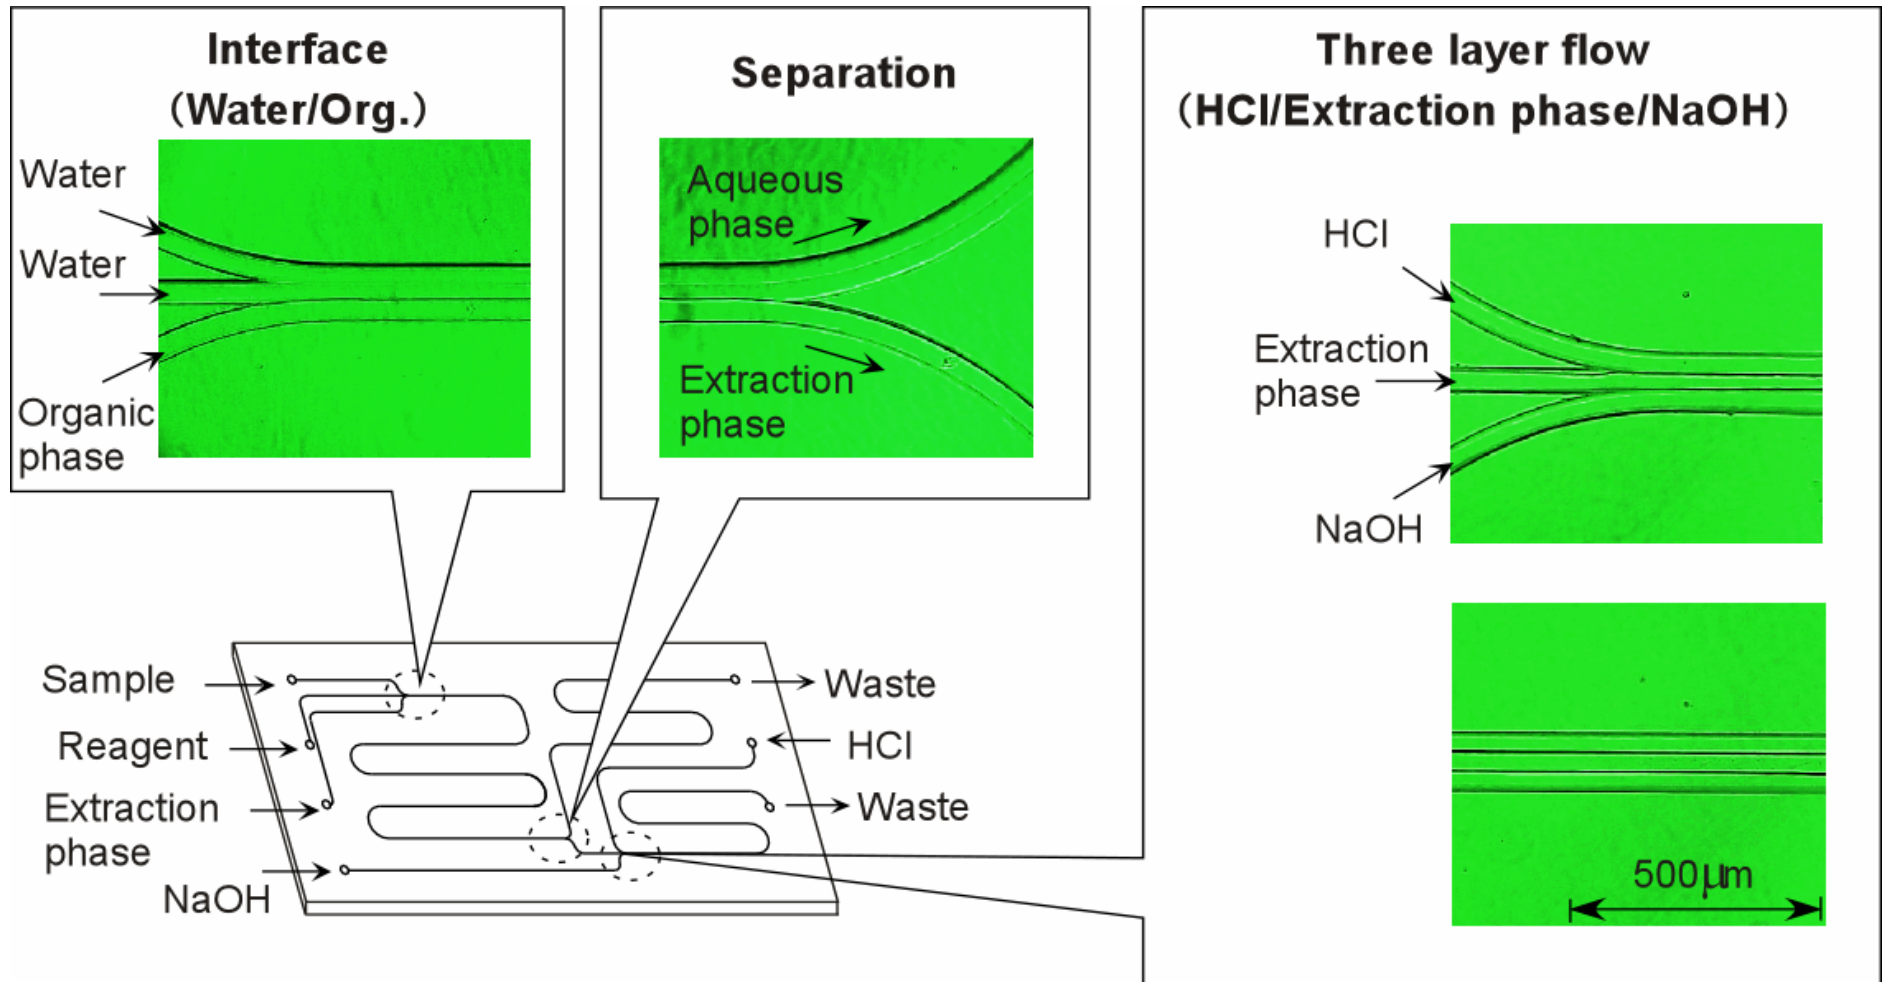 Interface
（Water/Org.）
Water
Water
Organic
phase
Separation
Aqueous
phase
Extraction
phase
Three layer flow
（HCl/Extraction phase/NaOH）
HCl
Extraction
phase
NaOH
500μm
Sample
Reagent
Extraction
phase
NaOH
Waste
HCl
Waste